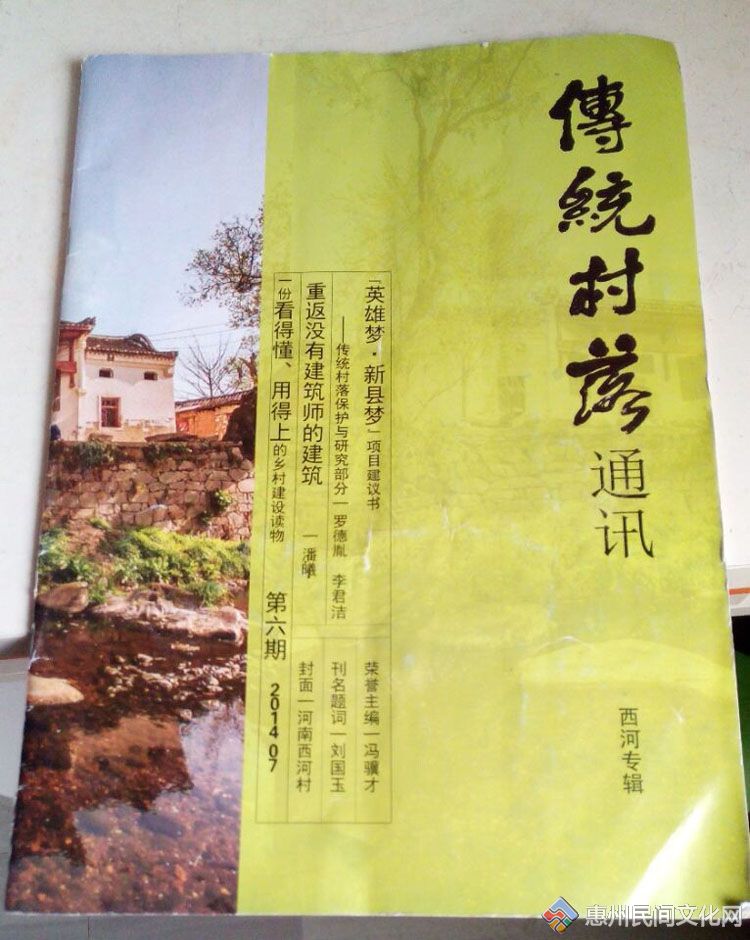 傳統村落
通讯
西河专辑
「英雄梦·新县梦」项目建议书
——传统村落保护与研究部分｜罗德胤 李君洁
重返没有建筑师的建筑｜潘曦
一份看得懂、用得上的乡村建设读物
荣誉主编｜冯骥才
刊名题词｜刘国玉
封面｜河南西河村
第六期 2014 07
惠州民间文化网